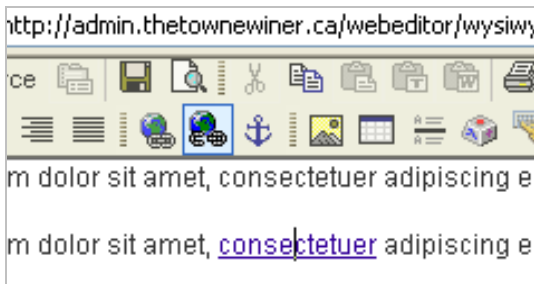 http://admin.thetownewiner.ca/webeditor/wysiwy
rce
m dolor sit amet, consectetuer adipiscing e
m dolor sit amet, consectetuer adipiscing e